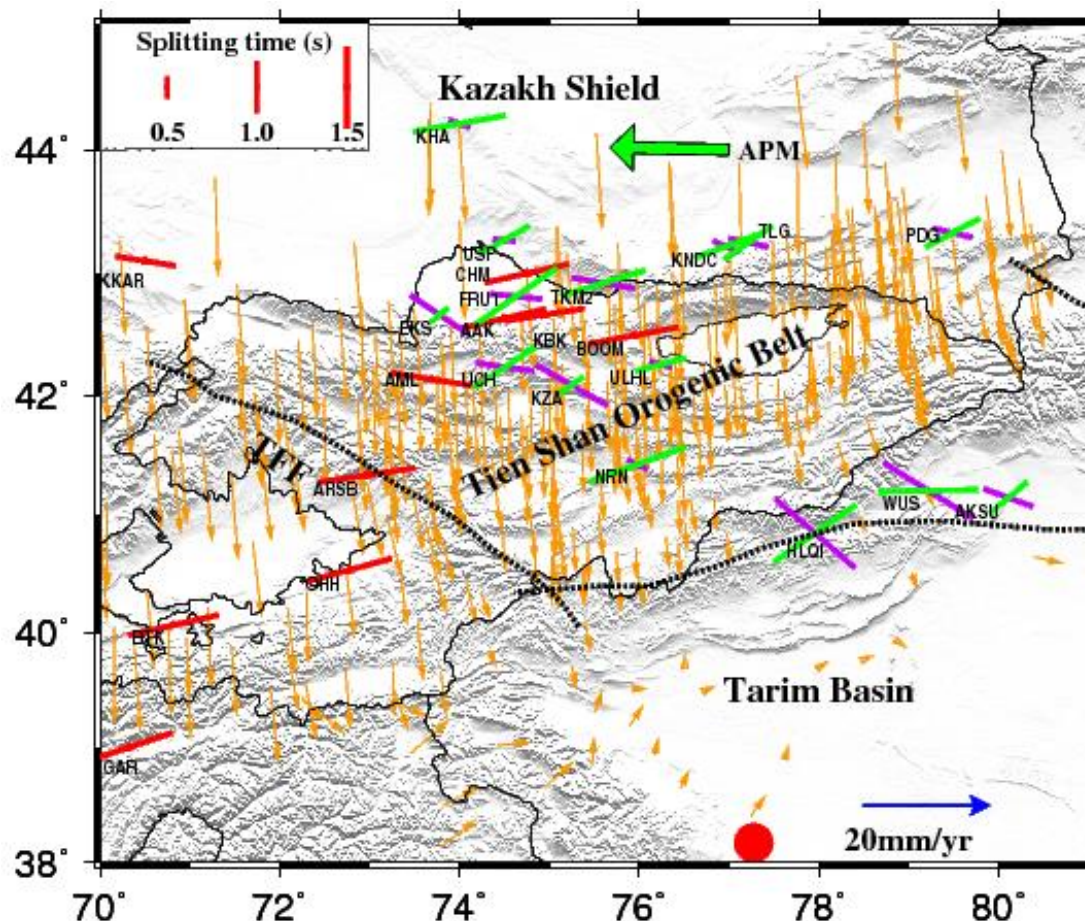 Splitting time (s)
0.5 1.0 1.5
Kazakh Shield
KHA
APM
44°
USP
TLG
PDG
KNDC
CHM
KKAR
FRUT
TKM2
EKS
AAK
KBK
BOOM
AML
UCH
ULHL
42°
KZA
Tien Shan Orogenic Belt
TFF
NRN
ARSB
WUS
AKSU
HLQI
OHH
40°
BTK
Tarim Basin
GAR
20mm/yr
38°
70° 72° 74° 76° 78° 80°